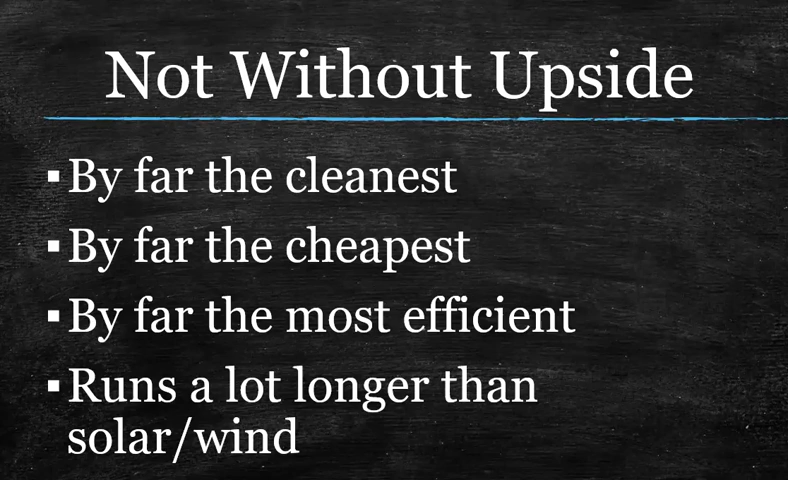 Not Without Upside
▪By far the cleanest
▪By far the cheapest
▪By far the most efficient
▪Runs a lot longer than
solar/wind